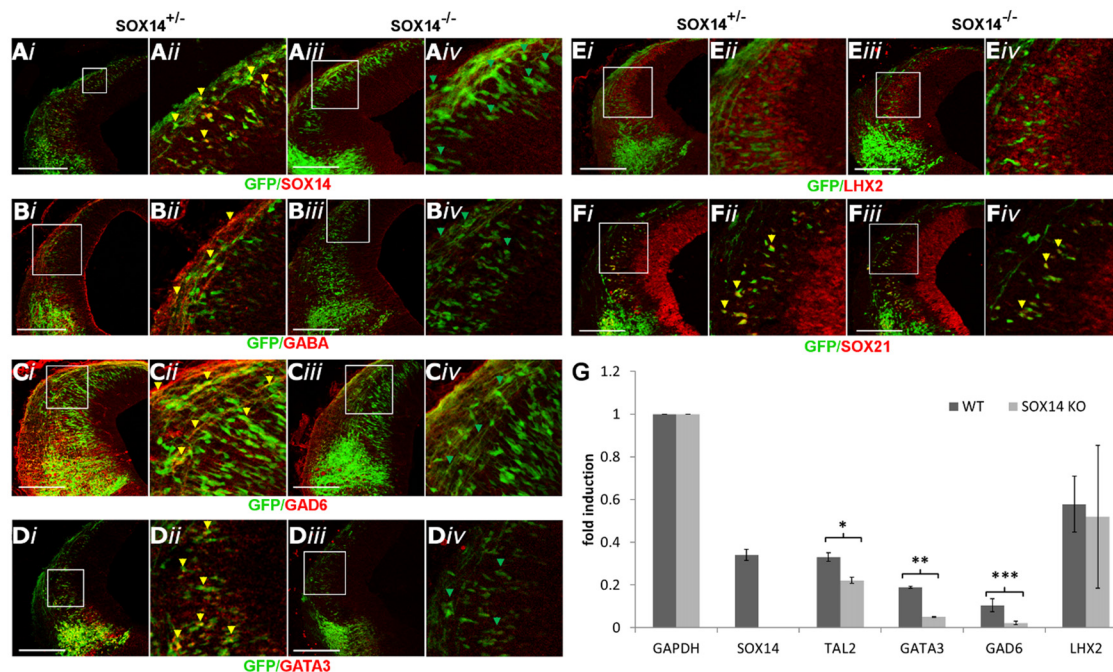 SOX14+/- SOX14-/- SOX14+/- SOX14-/-
Ai Aii Aiii Aiv
GFP/SOX14
Bi Bii Biii Biv
GFP/GABA
Ci Cii Ciii Civ
GFP/GAD6
Di Dii Diii Div
GFP/GATA3
Ei Eii Eiii Eiv
GFP/LHX2
Fi Fii Fiii Fiv
GFP/SOX21
G
fold induction
1.2
1
0.8
0.6
0.4
0.2
0
WT SOX14 KO
* ** ***
GAPDH SOX14 TAL2 GATA3 GAD6 LHX2